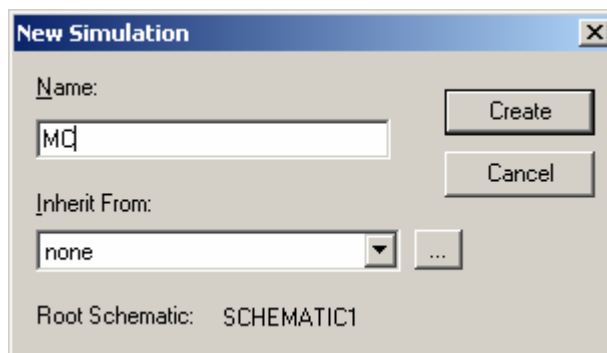 New Simulation
Name:
Create
MC
Cancel
Inherit From:
none
...
Root Schematic: SCHEMATIC1